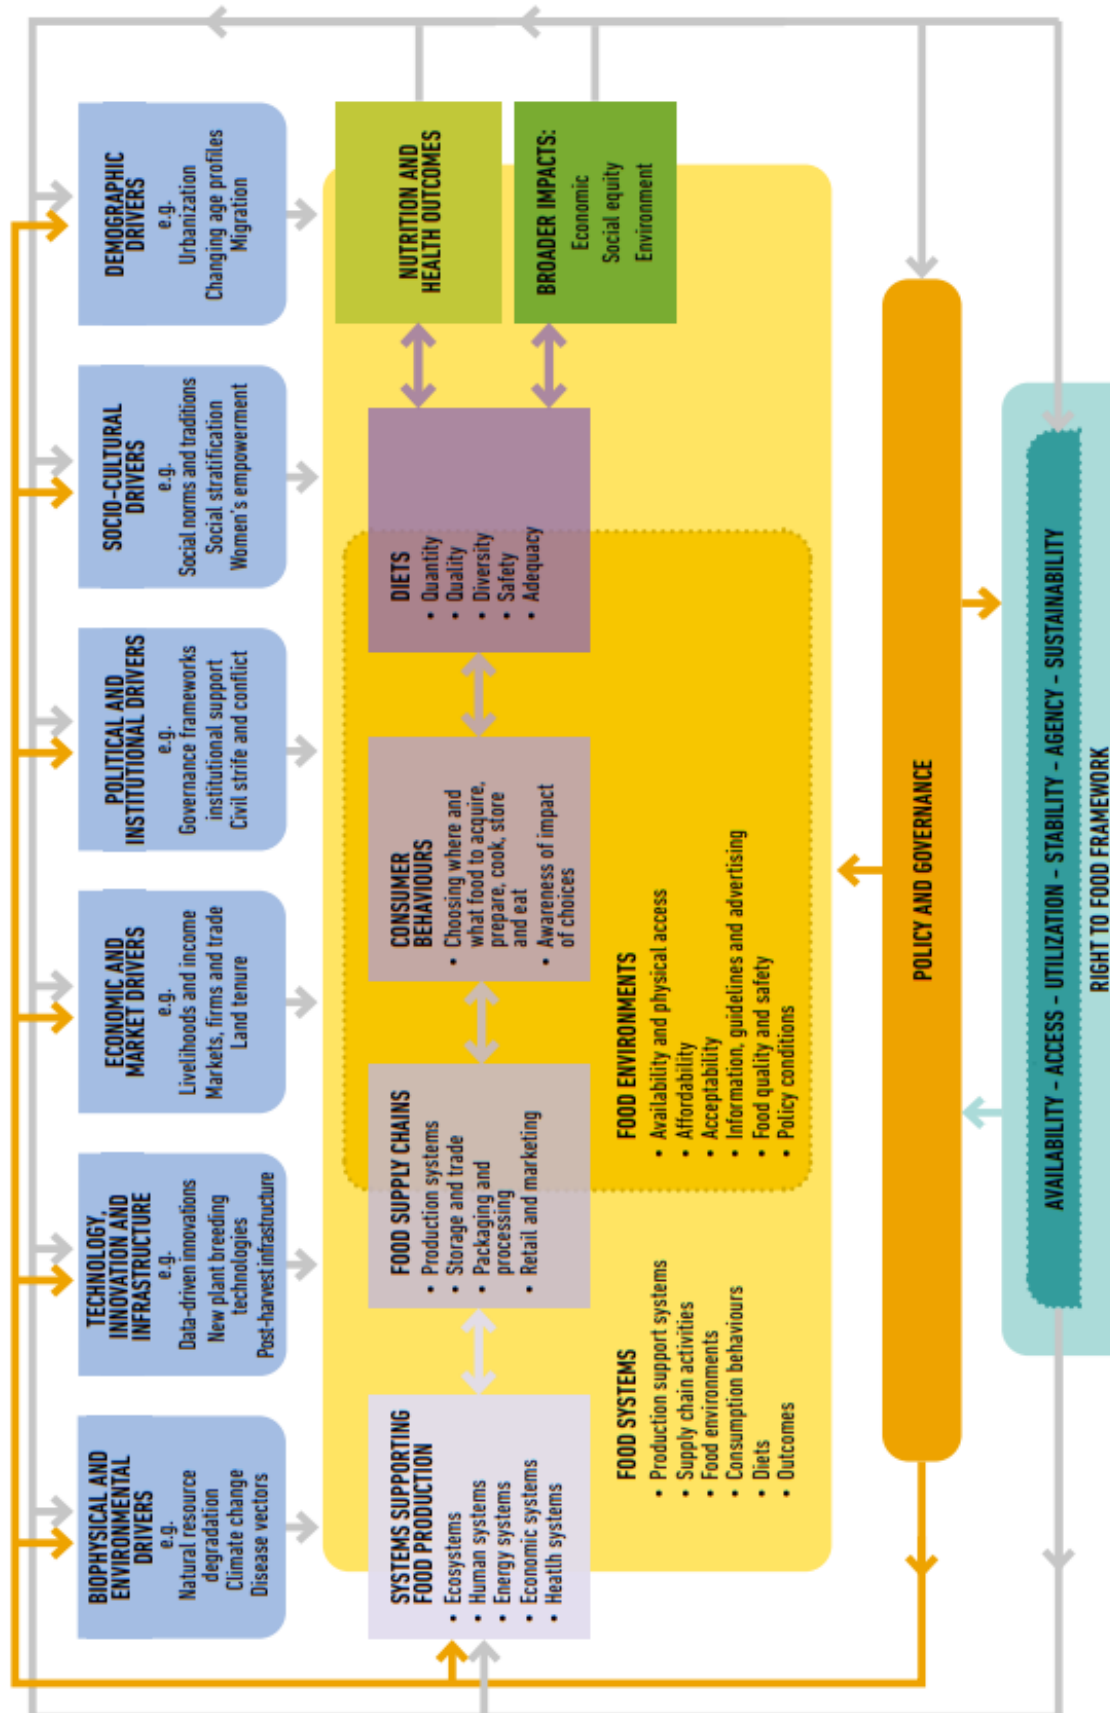 BIOPHYSICAL AND
ENVIRONMENTAL
DRIVERS
e.g.
Natural resource
degradation
Climate change
Disease vectors
TECHNOLOGY,
INNOVATION AND
INFRASTRUCTURE
e.g.
Data-driven innovations
New plant breeding
technologies
Post-harvest infrastructure
ECONOMIC AND
MARKET DRIVERS
e.g.
Livelihoods and income
Markets, firms and trade
Land tenure
POLITICAL AND
INSTITUTIONAL DRIVERS
e.g.
Governance frameworks
institutional support
Civil strife and conflict
SOCIO-CULTURAL
DRIVERS
e.g.
Social norms and traditions
Social stratification
Women's empowerment
DEMOGRAPHIC
DRIVERS
e.g.
Urbanization
Changing age profiles
Migration
SYSTEMS SUPPORTING
FOOD PRODUCTION
• Ecosystems
• Human systems
• Energy systems
• Economic systems
• Heatlh systems
FOOD SUPPLY CHAINS
• Production systems
• Storage and trade
• Packaging and
processing
• Retail and marketing
CONSUMER
BEHAVIOURS
• Choosing where and
what food to acquire,
prepare, cook, store
and eat
• Awareness of impact
of choices
DIETS
• Quantity
• Quality
• Diversity
• Safety
• Adequacy
NUTRITION AND
HEALTH OUTCOMES
BROADER IMPACTS:
Economic
Social equity
Environment
FOOD SYSTEMS
• Production support systems
• Supply chain activities
• Food environments
• Consumption behaviours
• Diets
• Outcomes
FOOD ENVIRONMENTS
• Availability and physical access
• Affordability
• Acceptability
• Information, guidelines and advertising
• Food quality and safety
• Policy conditions
POLICY AND GOVERNANCE
AVAILABILITY – ACCESS – UTILIZATION – STABILITY – AGENCY – SUSTAINABILITY
RIGHT TO FOOD FRAMEWORK